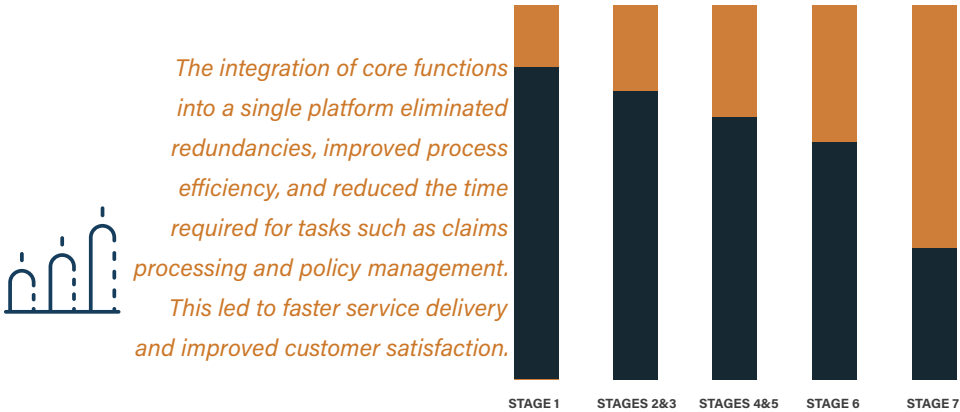 The integration of core functions
into a single platform eliminated
redundancies, improved process
efficiency, and reduced the time
required for tasks such as claims
processing and policy management.
This led to faster service delivery
and improved customer satisfaction.
STAGE 1
STAGES 2&3
STAGES 4&5
STAGE 6
STAGE 7